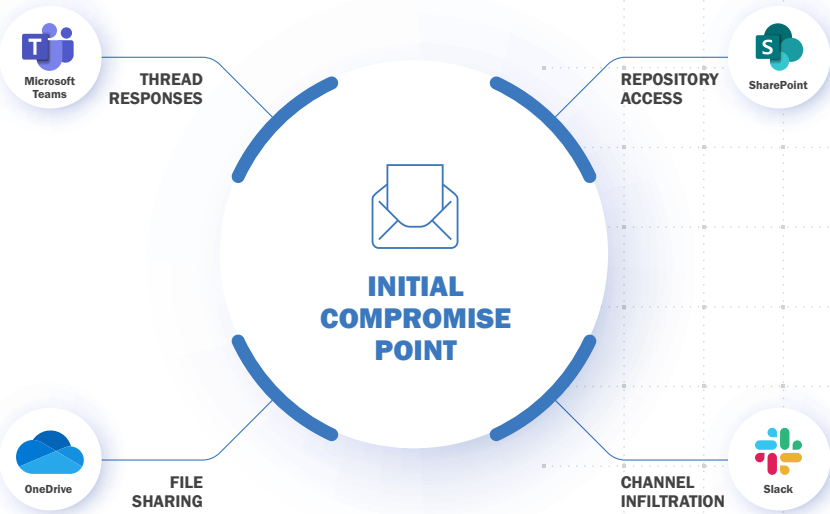 T
Microsoft
Teams
THREAD
RESPONSES
REPOSITORY
ACCESS
S
SharePoint
INITIAL
COMPROMISE
POINT
OneDrive
FILE
SHARING
CHANNEL
INFILTRATION
Slack